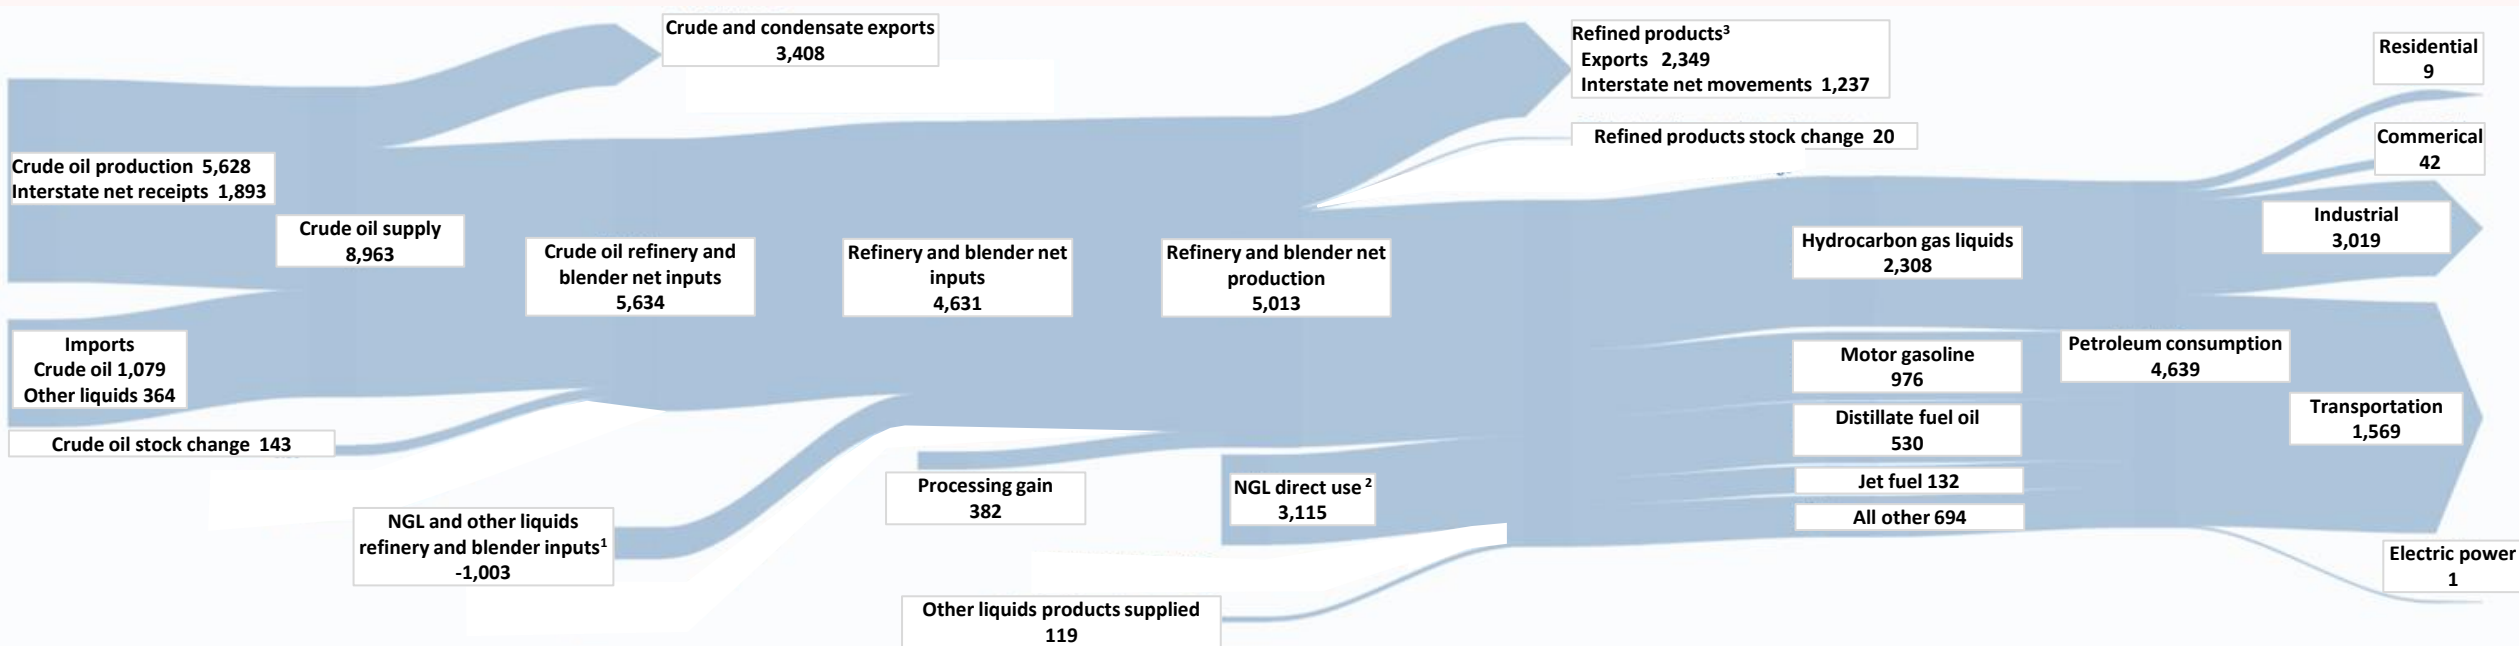 Crude oil production 5,628
Interstate net receipts 1,893
Imports
Crude oil 1,079
Other liquids 364
Crude oil stock change 143
Crude oil supply
8,963
Crude and condensate exports
3,408
Crude oil refinery and
blender net inputs
5,634
NGL and other liquids
refinery and blender inputs¹
-1,003
Refinery and blender net
inputs
4,631
Processing gain
382
Refinery and blender net
production
5,013
NGL direct use ²
3,115
Other liquids products supplied
119
Refined products³
Exports 2,349
Interstate net movements 1,237
Refined products stock change 20
Hydrocarbon gas liquids
2,308
Motor gasoline
976
Distillate fuel oil
530
Jet fuel 132
All other 694
Petroleum consumption
4,639
Residential
9
Commerical
42
Industrial
3,019
Transportation
1,569
Electric power
1